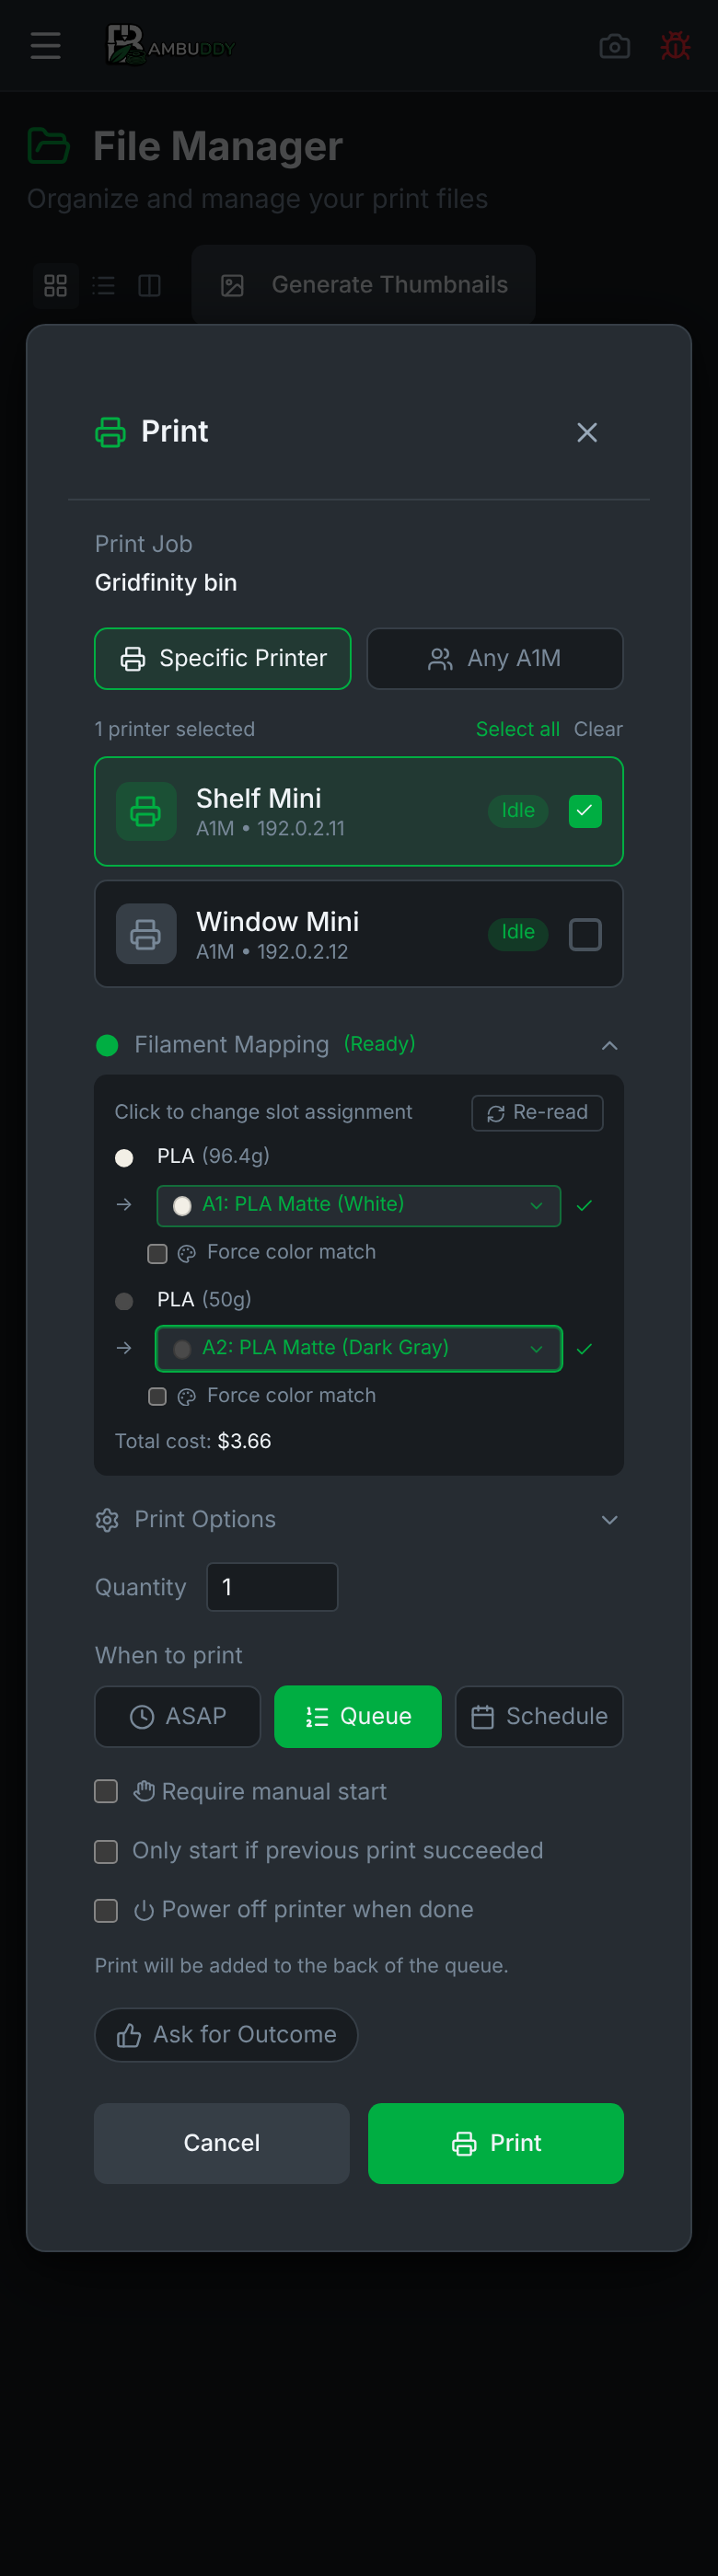 BAMBUDDY
File Manager
Organize and manage your print files
Generate Thumbnails
Print
Print Job
Gridfinity bin
Specific Printer
Any A1M
1 printer selected
Select all
Clear
Shelf Mini
A1M • 192.0.2.11
Idle
Window Mini
A1M • 192.0.2.12
Idle
Filament Mapping (Ready)
Click to change slot assignment
Re-read
PLA (96.4g)
→ A1: PLA Matte (White)
Force color match
PLA (50g)
→ A2: PLA Matte (Dark Gray)
Force color match
Total cost: $3.66
Print Options
Quantity 1
When to print
ASAP
Queue
Schedule
Require manual start
Only start if previous print succeeded
Power off printer when done
Print will be added to the back of the queue.
Ask for Outcome
Cancel
Print